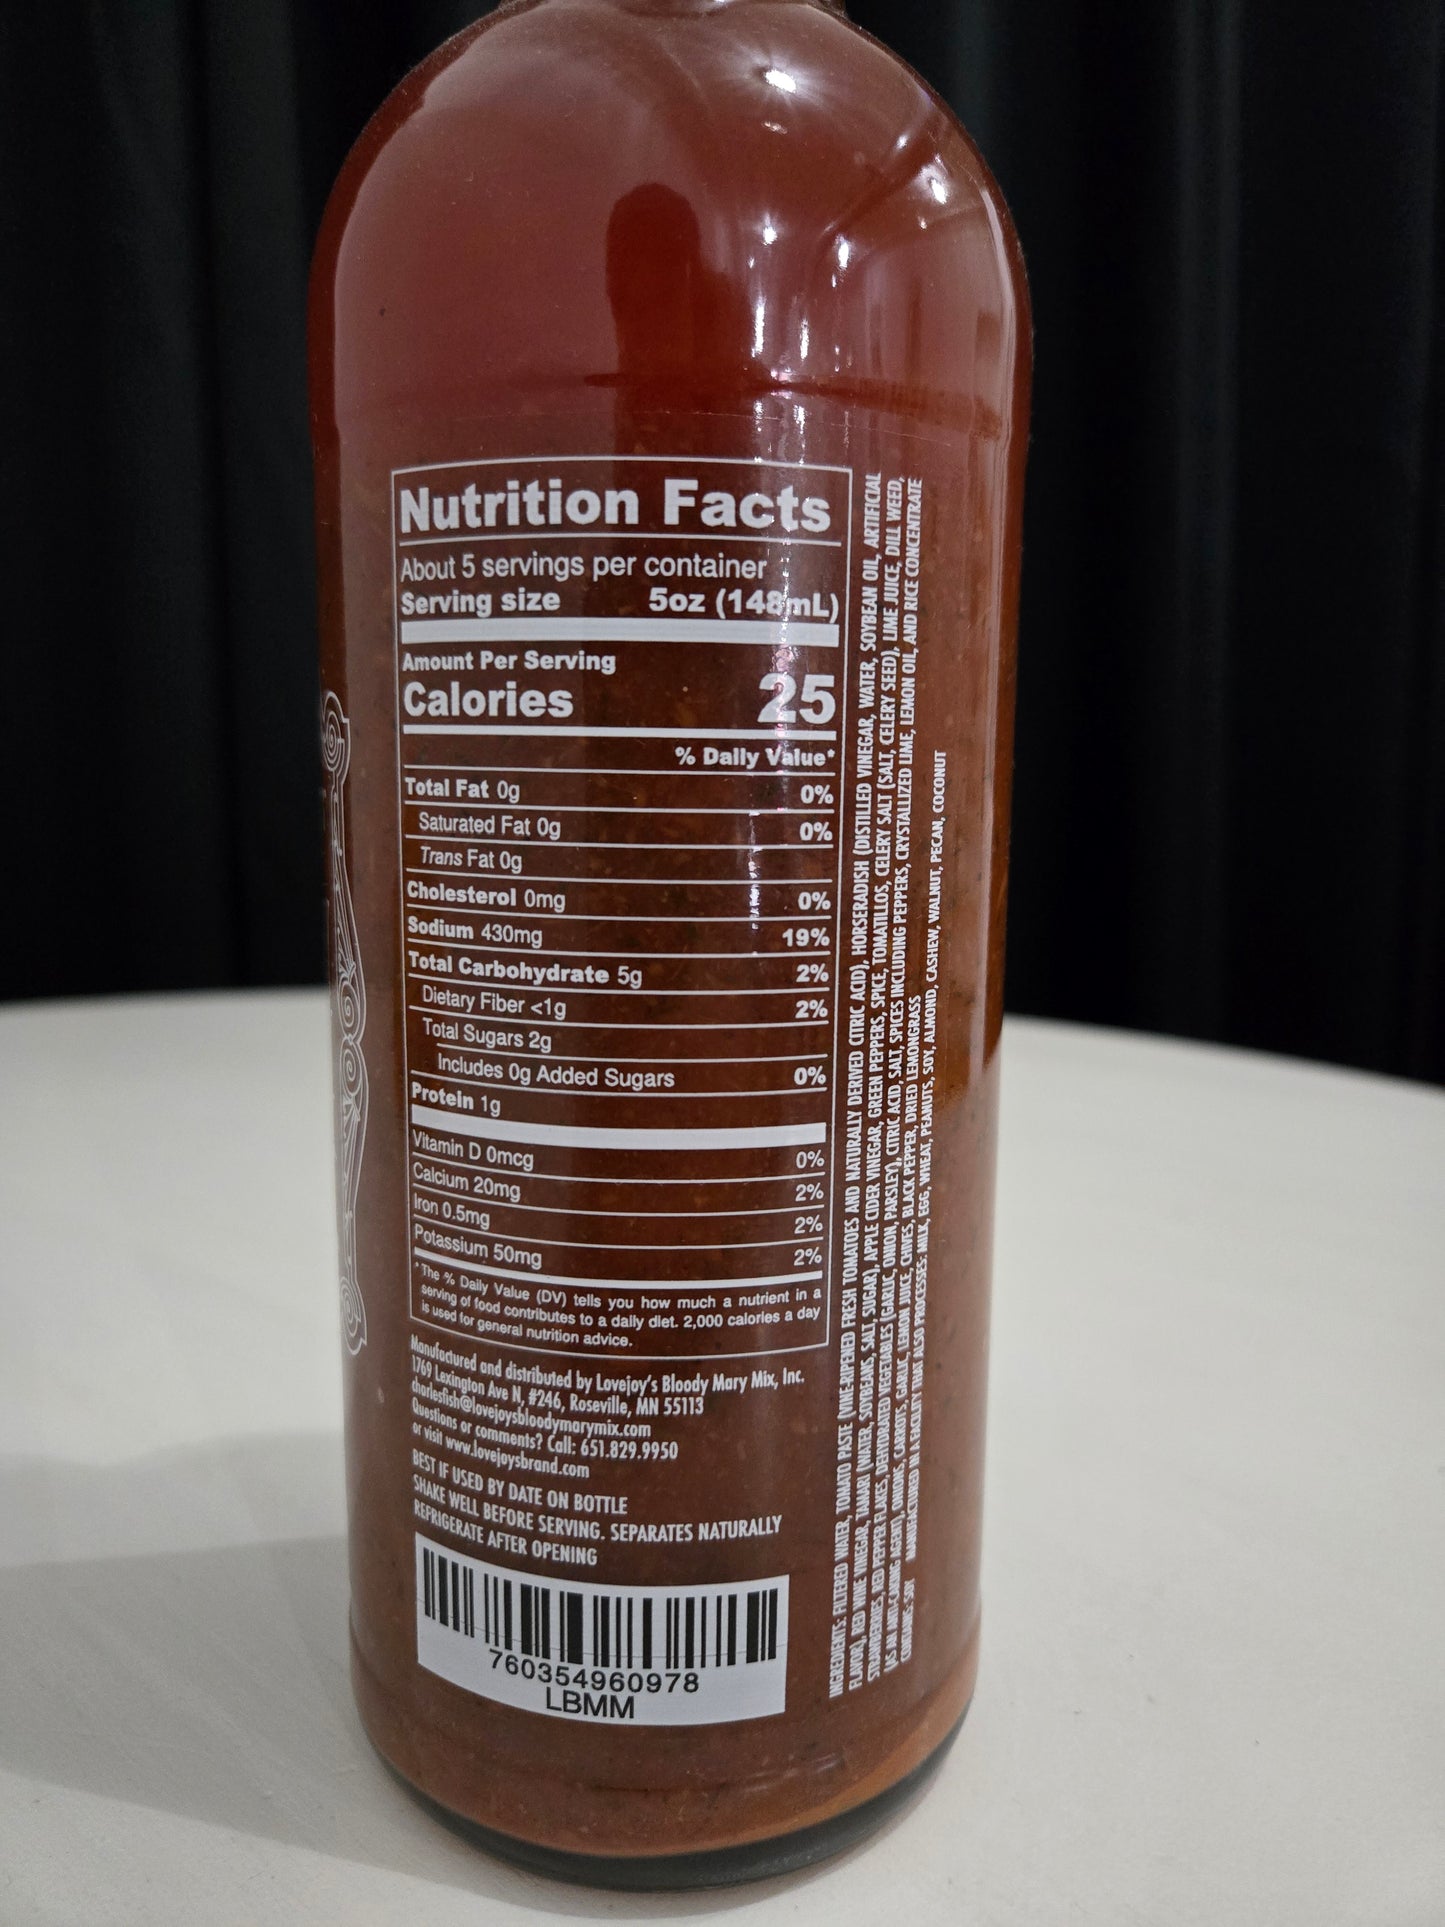 Nutrition Facts
About 5 servings per container
Serving size 5oz (148mL)
Amount Per Serving
Calories 25
% Daily Value*
Total Fat 0g 0%
Saturated Fat 0g 0%
Trans Fat 0g
Cholesterol 0mg 0%
Sodium 430mg 19%
Total Carbohydrate 5g 2%
Dietary Fiber <1g 2%
Total Sugars 2g
Includes 0g Added Sugars 0%
Protein 1g
Vitamin D 0mcg 0%
Calcium 20mg 2%
Iron 0.5mg 2%
Potassium 50mg 2%
*The % Daily Value (DV) tells you how much a nutrient in a
serving of food contributes to a daily diet. 2,000 calories a day
is used for general nutrition advice.
Manufactured and distributed by Lovejoy's Bloody Mary Mix, Inc.
1769 Lexington Ave N, #246, Roseville, MN 55113
charlesfish@lovejoysbloodymarymix.com
Questions or comments? Call: 651.829.9950
or visit www.lovejoysbrand.com
BEST IF USED BY DATE ON BOTTLE
SHAKE WELL BEFORE SERVING. SEPARATES NATURALLY
REFRIGERATE AFTER OPENING
760354960978
LBMM
INGREDIENTS: FILTERED WATER, TOMATO PASTE (VINE-RIPENED FRESH TOMATOES AND NATURALLY DERIVED CITRIC ACID), HORSERADISH (DISTILLED VINEGAR, WATER, SOYBEAN OIL, ARTIFICIAL
FLAVOR), RED WINE VINEGAR, TAMARI (WATER, SOYBEANS, SALT, SUGAR), APPLE CIDER VINEGAR, GREEN PEPPERS, SPICE, TOMATILLOS, CELERY SALT (SALT, CELERY SEED), LIME JUICE, DILL WEED,
STRAWBERRIES, RED PEPPER FLAKES, DEHYDRATED VEGETABLES (GARLIC, ONION, PARSLEY), CITRIC ACID, SALT, SPICES INCLUDING PEPPERS, CRYSTALLIZED LIME, LEMON OIL, AND RICE CONCENTRATE
(AS AN ANTI-CAKING AGENT), ONIONS, CARROTS, GARLIC, LEMON JUICE, CHIVES, BLACK PEPPER, DRIED LEMONGRASS
CONTAINS: SOY MANUFACTURED IN A FACILITY THAT ALSO PROCESSES: MILK, EGG, WHEAT, PEANUTS, SOY, ALMOND, CASHEW, WALNUT, PECAN, COCONUT